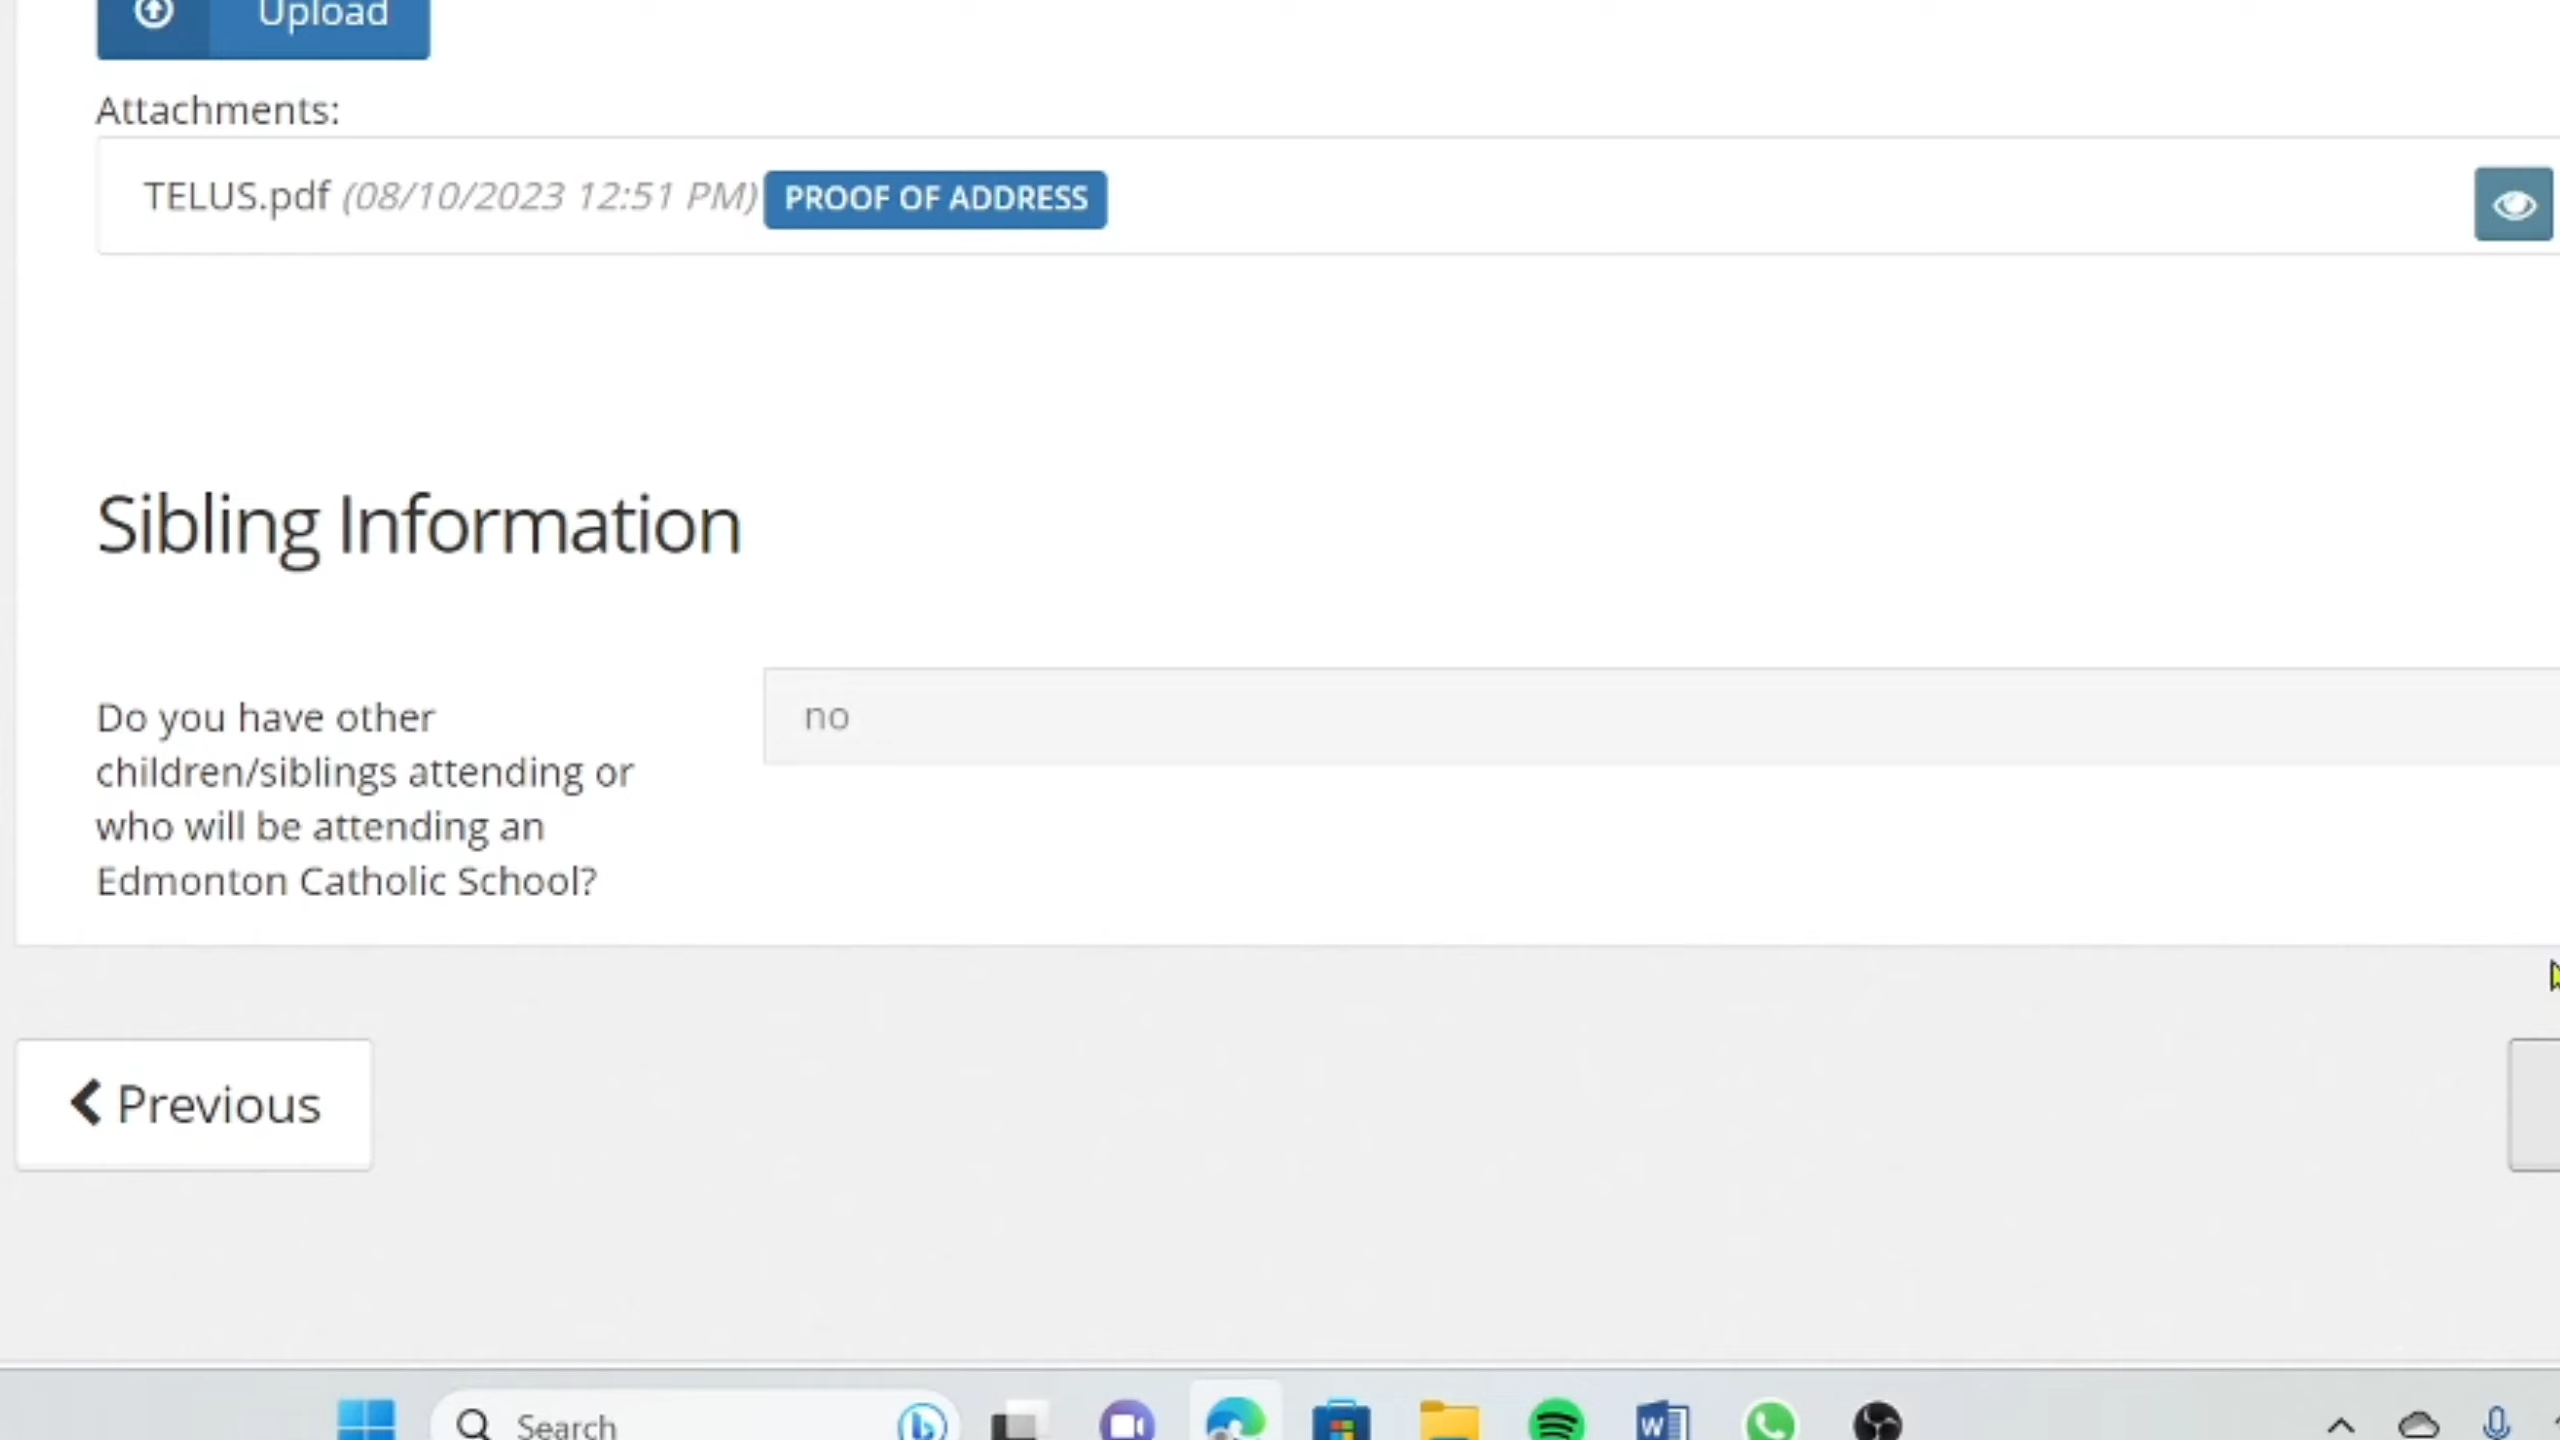 Upload
Attachments:
TELUS.pdf (08/10/2023 12:51 PM) PROOF OF ADDRESS
Sibling Information
Do you have other
children/siblings attending or
who will be attending an
Edmonton Catholic School?
no
Previous
Search